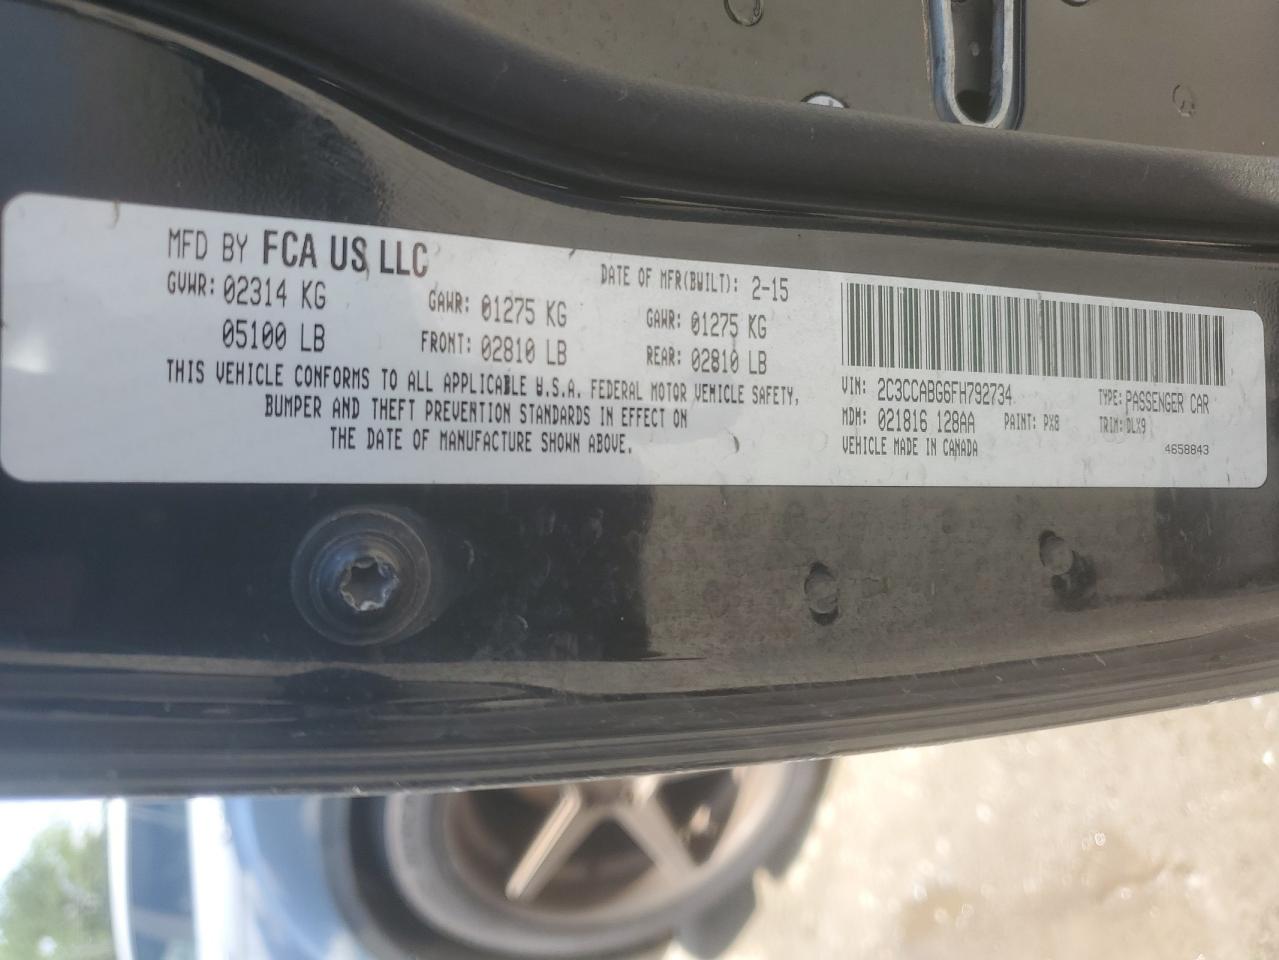 MFD BY FCA US LLC
DATE OF MFR(BUILT): 2-15
GVWR: 02314 KG
05100 LB
GAWR: 01275 KG
FRONT: 02810 LB
GAWR: 01275 KG
REAR: 02810 LB
THIS VEHICLE CONFORMS TO ALL APPLICABLE U.S.A. FEDERAL MOTOR VEHICLE SAFETY,
BUMPER AND THEFT PREVENTION STANDARDS IN EFFECT ON
THE DATE OF MANUFACTURE SHOWN ABOVE.
VIN: 2C3CCABG6FH792734
TYPE: PASSENGER CAR
MDH: 021816 128AA
PAINT: PX8
TRIM: DLX9
VEHICLE MADE IN CANADA
4658843